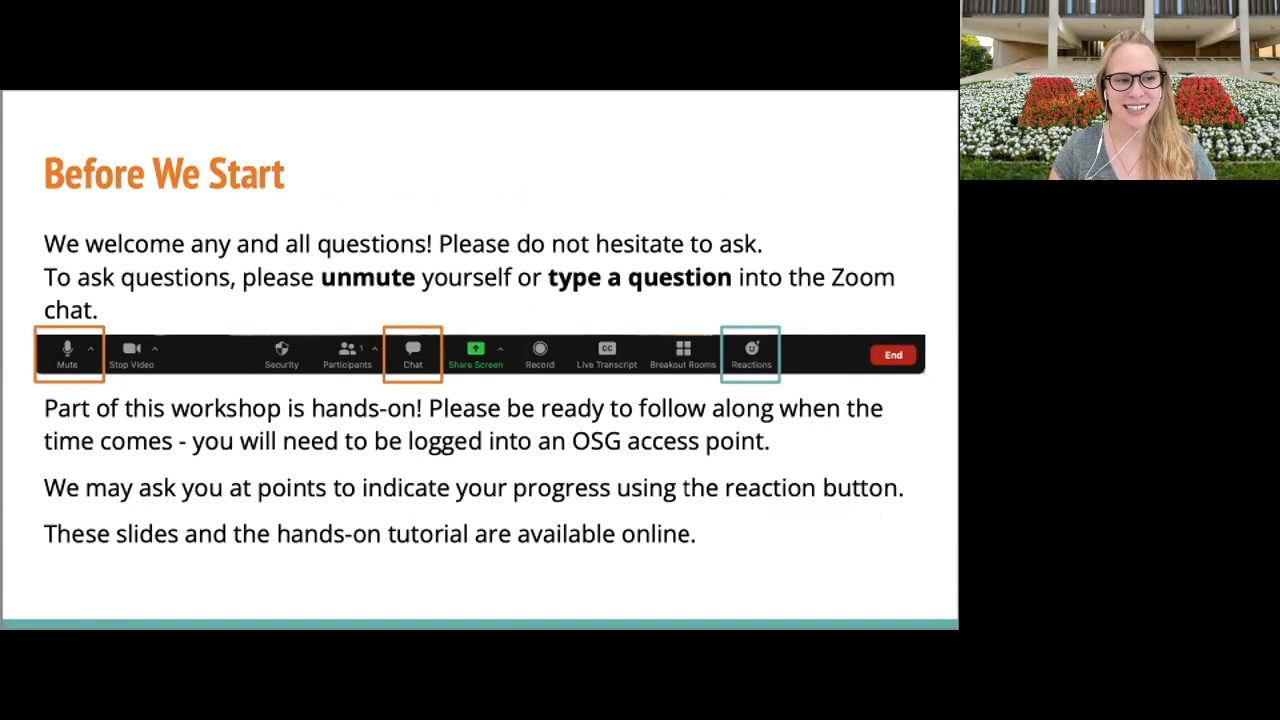 Before We Start
We welcome any and all questions! Please do not hesitate to ask.
To ask questions, please unmute yourself or type a question into the Zoom
chat.
Mute Stop Video Security Participants 1 Chat Share Screen Record CC Live Transcript Breakout Rooms Reactions End
Part of this workshop is hands-on! Please be ready to follow along when the
time comes - you will need to be logged into an OSG access point.
We may ask you at points to indicate your progress using the reaction button.
These slides and the hands-on tutorial are available online.